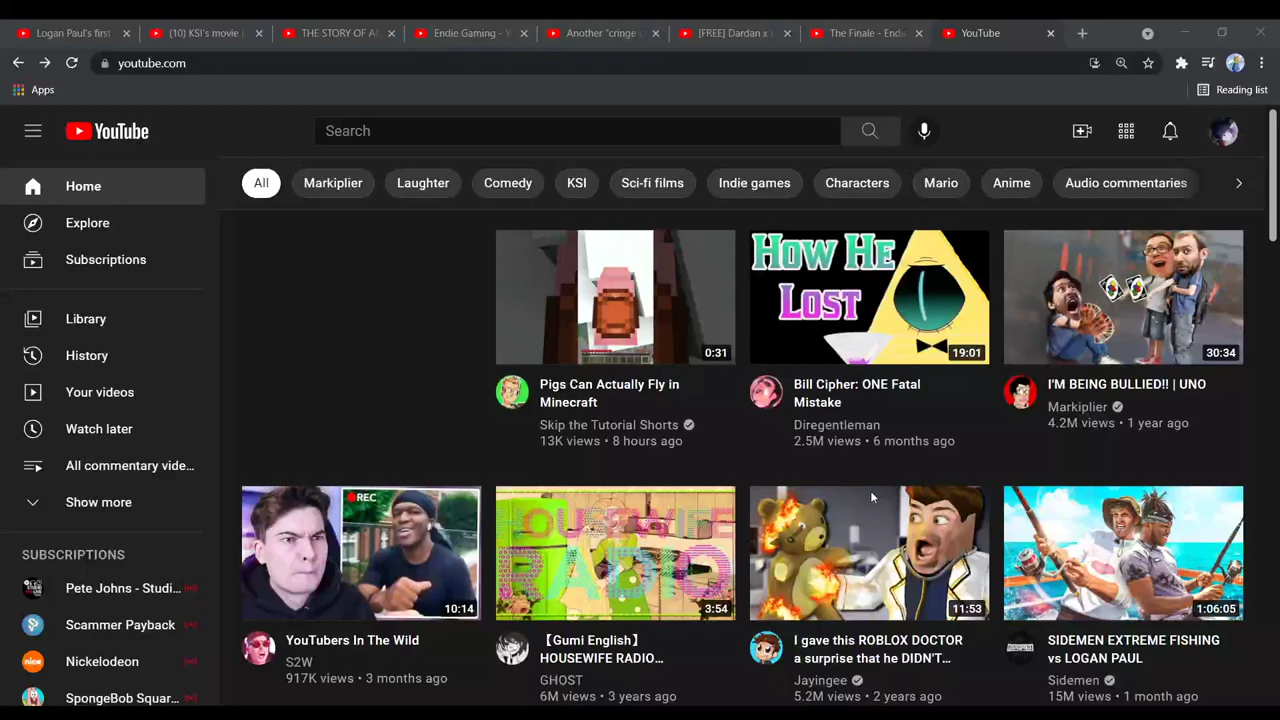 Logan Paul's first
(10) KSI's movie
THE STORY OF A
Endie Gaming - Y
Another "cringe
[FREE] Dardan x
The Finale - Endi
YouTube
youtube.com
Apps
Reading list
YouTube
Search
Home
Explore
Subscriptions
Library
History
Your videos
Watch later
All commentary vide...
Show more
SUBSCRIPTIONS
Pete Johns - Studi...
Scammer Payback
Nickelodeon
SpongeBob Squar...
All
Markiplier
Laughter
Comedy
KSI
Sci-fi films
Indie games
Characters
Mario
Anime
Audio commentaries
0:31
Pigs Can Actually Fly in
Minecraft
Skip the Tutorial Shorts
13K views • 8 hours ago
HOW HE
LOST
19:01
Bill Cipher: ONE Fatal
Mistake
Diregentleman
2.5M views • 6 months ago
30:34
I'M BEING BULLIED!! | UNO
Markiplier
4.2M views • 1 year ago
REC
10:14
YouTubers In The Wild
S2W
917K views • 3 months ago
HOUSEWIFE
RADIO
3:54
【Gumi English】
HOUSEWIFE RADIO...
GHOST
6M views • 3 years ago
11:53
I gave this ROBLOX DOCTOR
a surprise that he DIDN'T...
Jayingee
5.2M views • 2 years ago
1:06:05
SIDEMEN EXTREME FISHING
vs LOGAN PAUL
Sidemen
15M views • 1 month ago